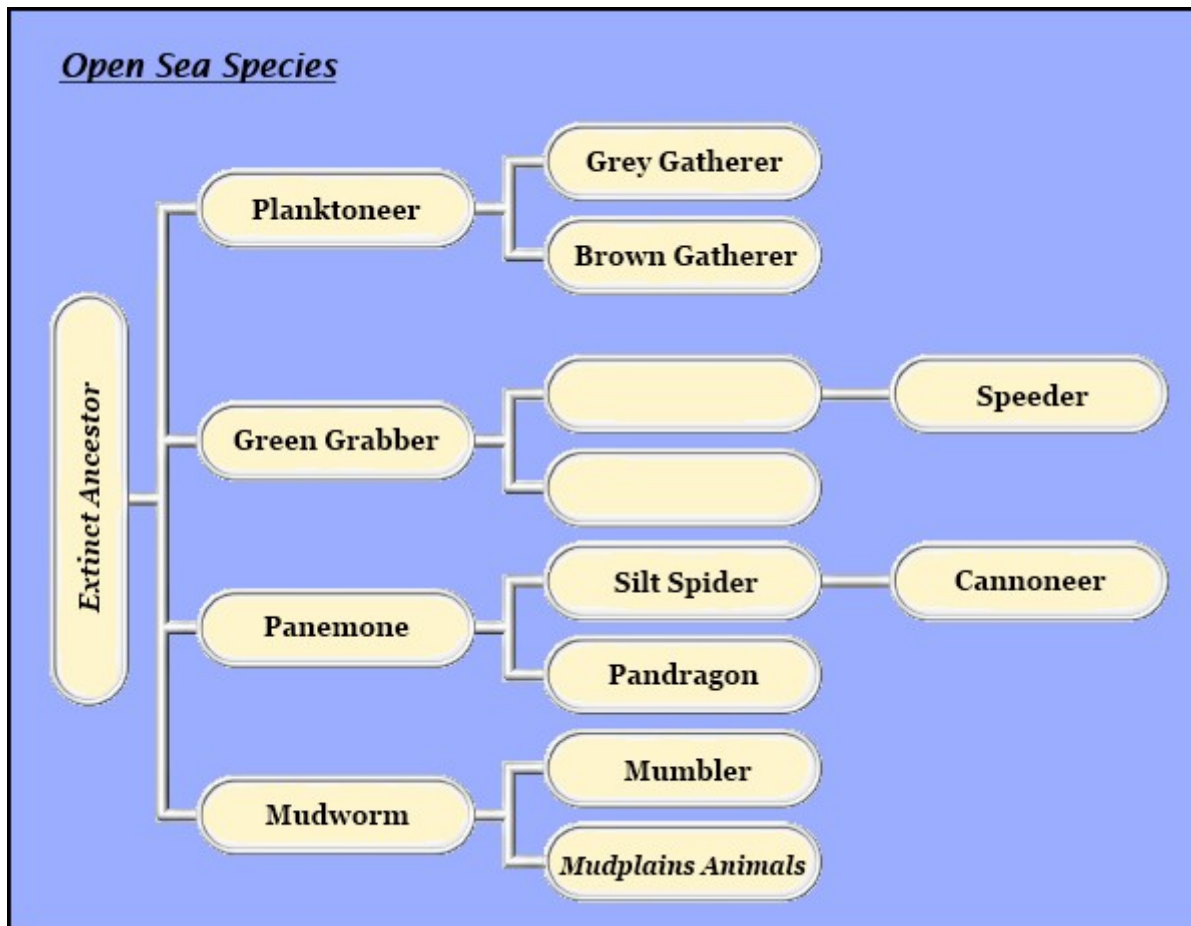 Open Sea Species
Grey Gatherer
Planktoneer
Brown Gatherer
Extinct Ancestor
Speeder
Green Grabber
Silt Spider
Cannoneer
Panemone
Pandragon
Mumbler
Mudworm
Mudplains Animals